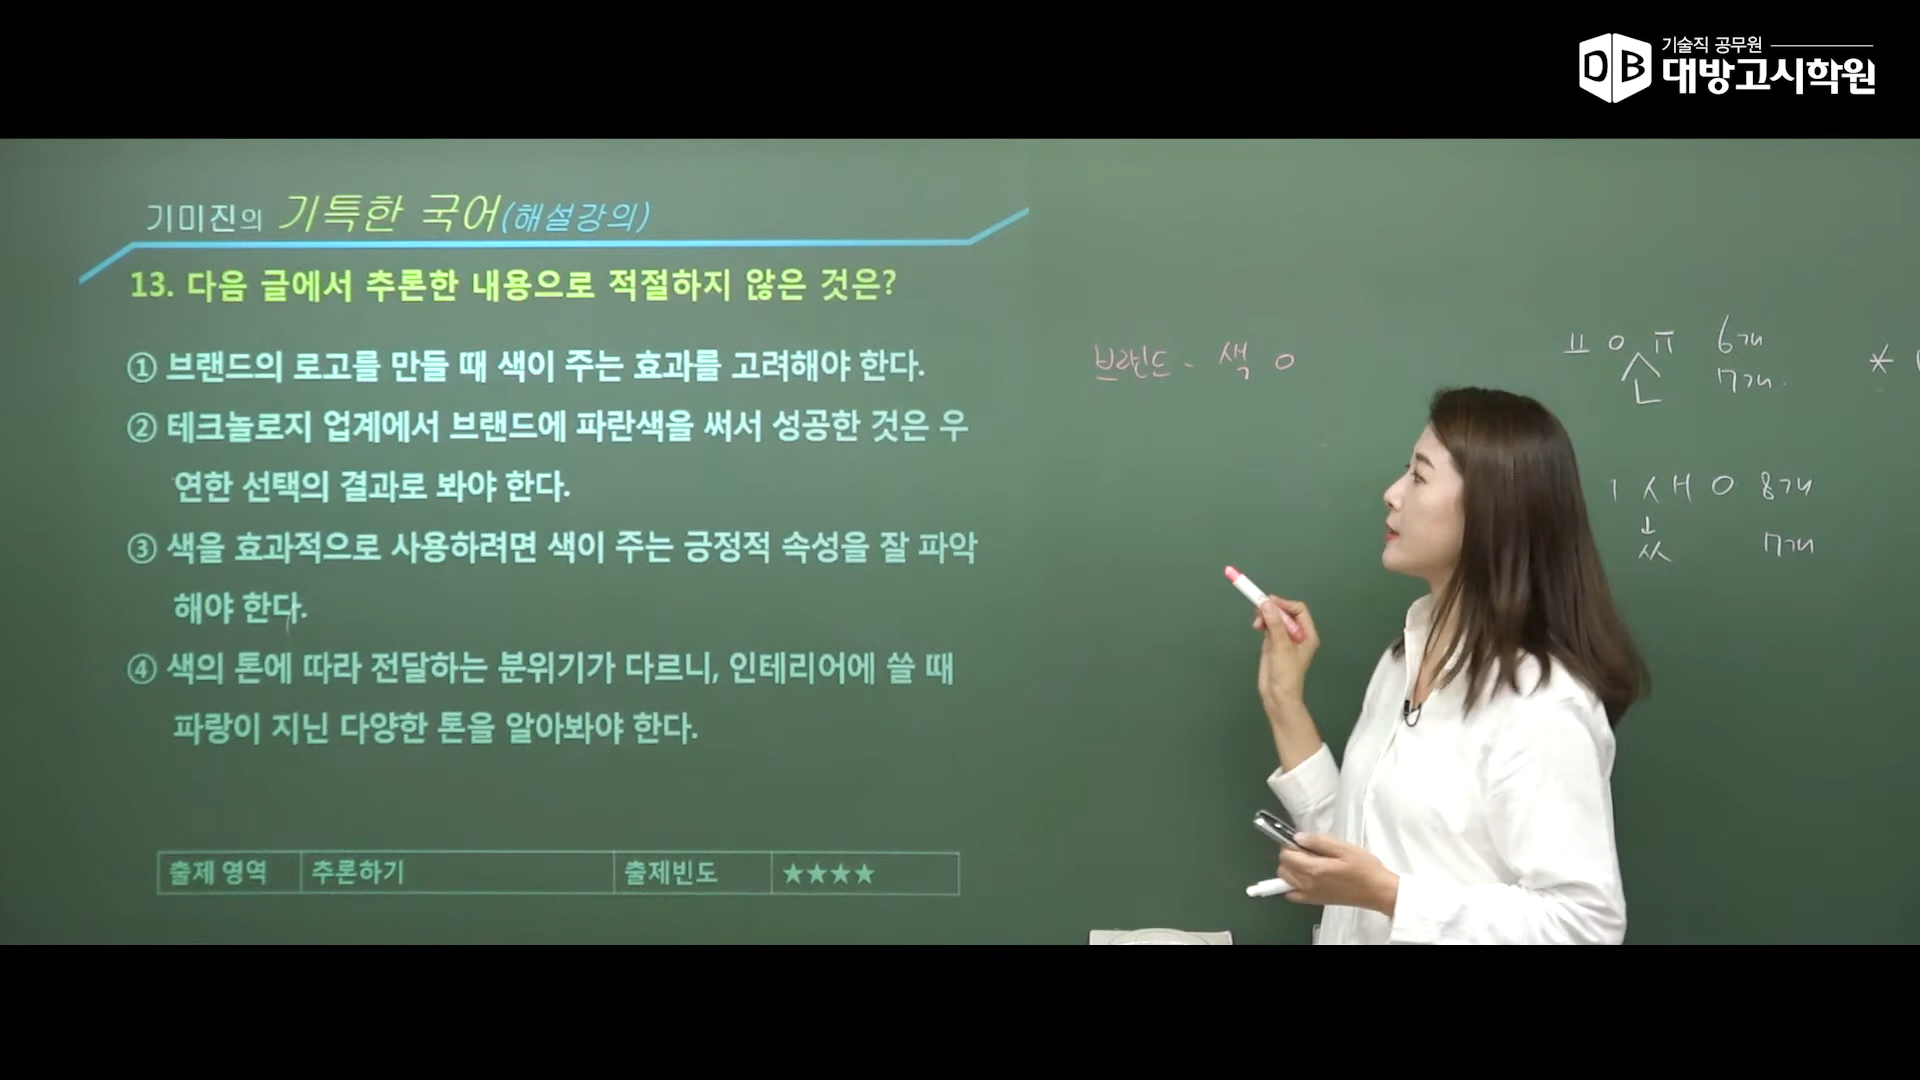 기술직 공무원
대방고시학원
기미진의 기특한 국어(해설강의)
13. 다음 글에서 추론한 내용으로 적절하지 않은 것은?
① 브랜드의 로고를 만들 때 색이 주는 효과를 고려해야 한다.
② 테크놀로지 업계에서 브랜드에 파란색을 써서 성공한 것은 우
연한 선택의 결과로 봐야 한다.
③ 색을 효과적으로 사용하려면 색이 주는 긍정적 속성을 잘 파악
해야 한다.
④ 색의 톤에 따라 전달하는 분위기가 다르니, 인테리어에 쓸 때
파랑이 지닌 다양한 톤을 알아봐야 한다.
출제 영역 추론하기 출제빈도 ★★★★
브랜드 - 색 O
6개
7개.
8개
7개